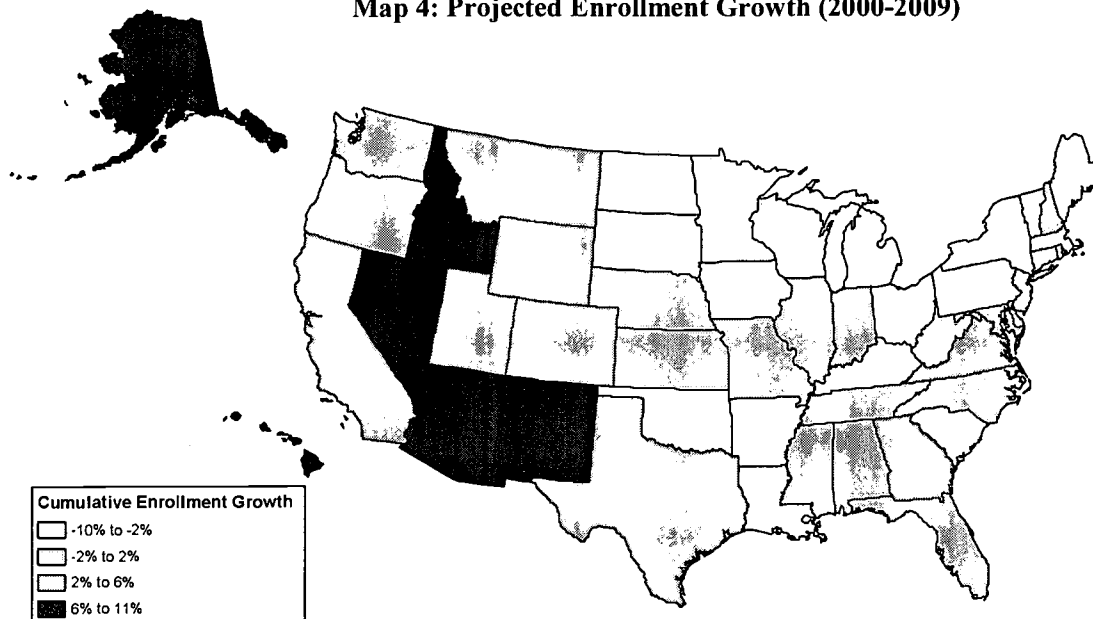 Map 4: Projected Enrollment Growth (2000-2009)
Cumulative Enrollment Growth
-10% to -2%
-2% to 2%
2% to 6%
6% to 11%